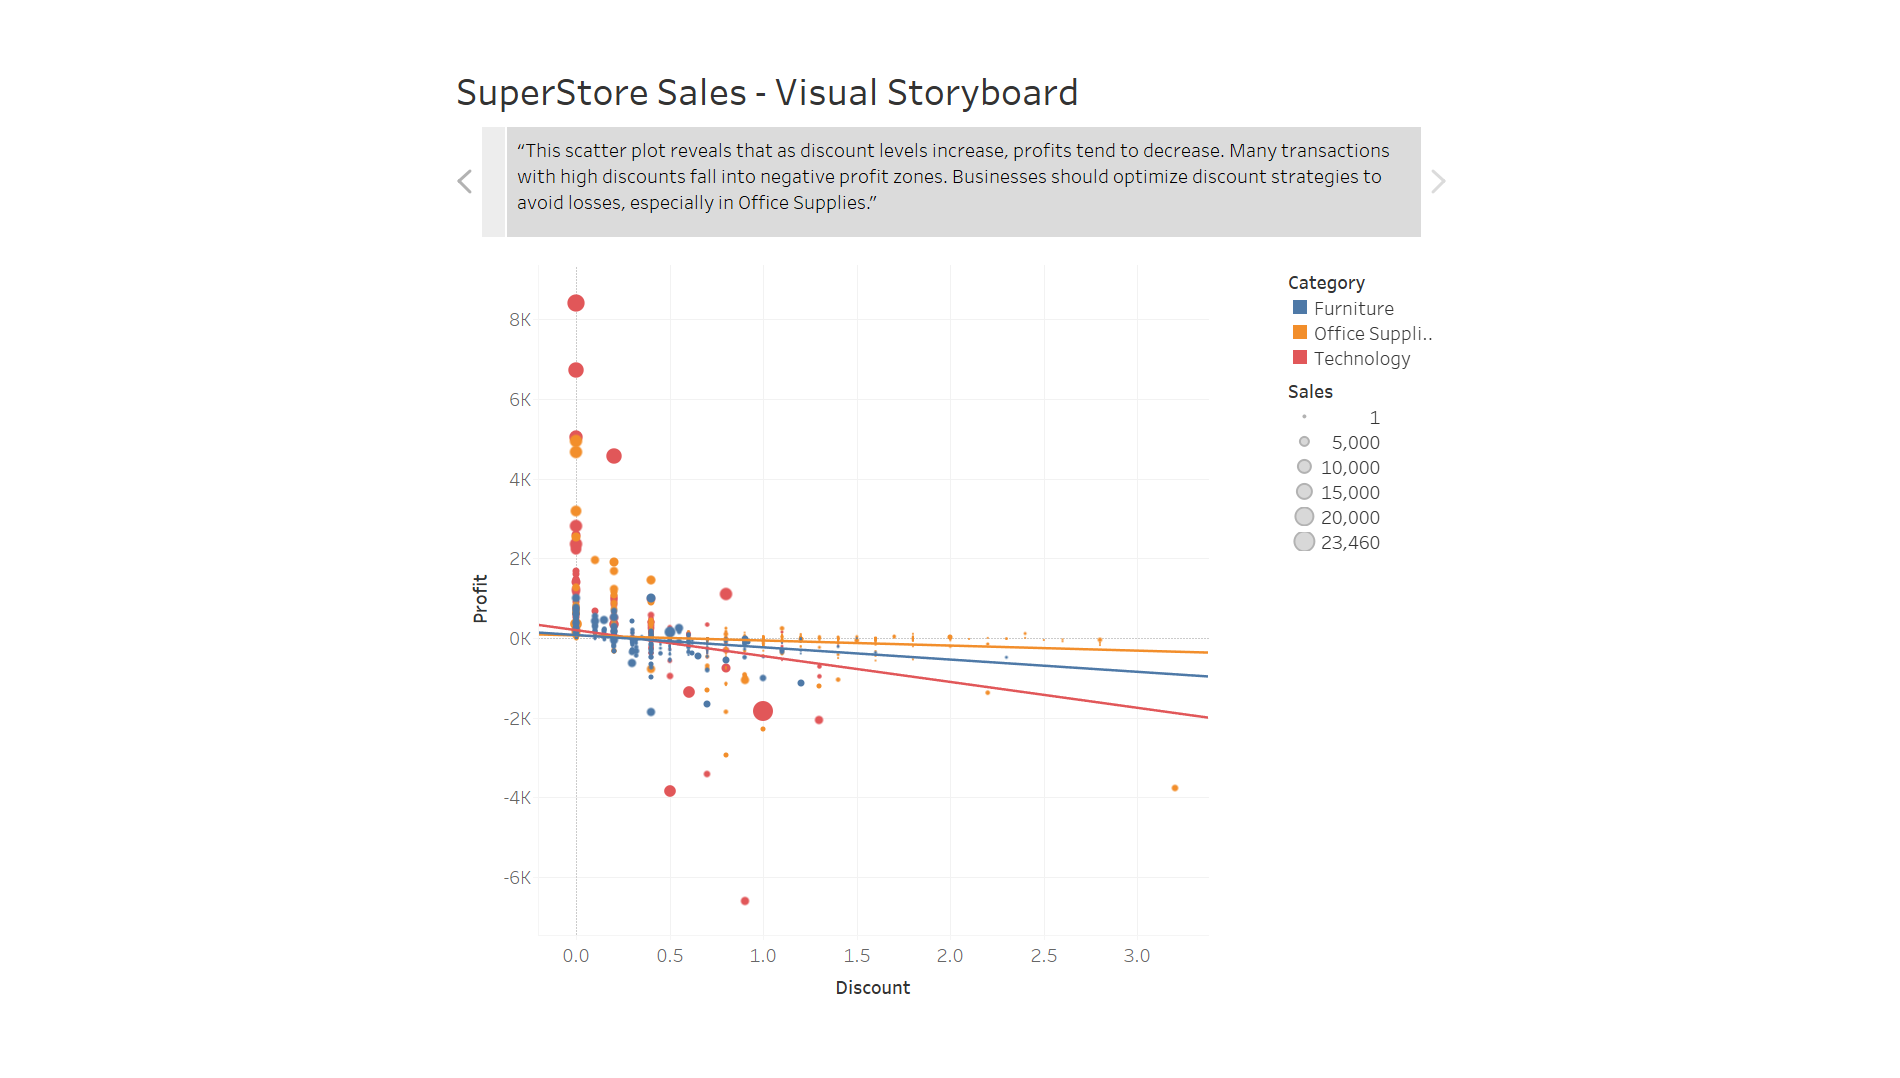 SuperStore Sales - Visual Storyboard
“This scatter plot reveals that as discount levels increase, profits tend to decrease. Many transactions
with high discounts fall into negative profit zones. Businesses should optimize discount strategies to
avoid losses, especially in Office Supplies.”
Category
Furniture
Office Suppli..
Technology
Sales
1
5,000
10,000
15,000
20,000
23,460
Profit
8K
6K
4K
2K
0K
-2K
-4K
-6K
0.0 0.5 1.0 1.5 2.0 2.5 3.0
Discount